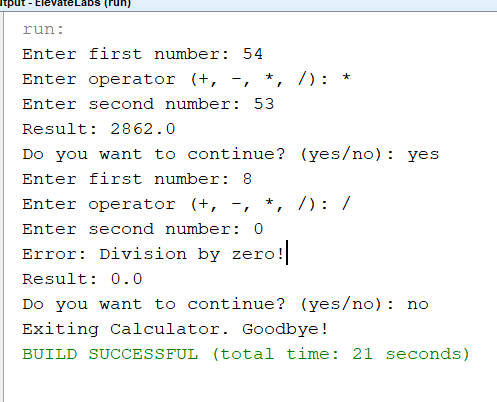 tput - ElevateLabs (run)
run:
Enter first number: 54
Enter operator (+, -, *, /): *
Enter second number: 53
Result: 2862.0
Do you want to continue? (yes/no): yes
Enter first number: 8
Enter operator (+, -, *, /): /
Enter second number: 0
Error: Division by zero!
Result: 0.0
Do you want to continue? (yes/no): no
Exiting Calculator. Goodbye!
BUILD SUCCESSFUL (total time: 21 seconds)